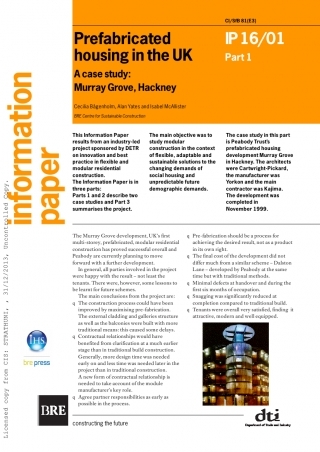 CI/SfB 81(E3)
Prefabricated
housing in the UK
A case study:
Murray Grove, Hackney
Cecilia Bågenholm, Alan Yates and Isabel McAllister
BRE Centre for Sustainable Construction
IP 16/01
Part 1
information
paper
This Information Paper
results from an industry-led
project sponsored by DETR
on innovation and best
practice in flexible and
modular residential
construction.
The Information Paper is in
three parts:
Parts 1 and 2 describe two
case studies and Part 3
summarises the project.
The main objective was to
study modular
construction in the context
of flexible, adaptable and
sustainable solutions to the
changing demands of
social housing and
unpredictable future
demographic demands.
The case study in this part
is Peabody Trust's
prefabricated housing
development Murray Grove
in Hackney. The architects
were Cartwright-Pickard,
the manufacturer was
Yorkon and the main
contractor was Kajima.
The development was
completed in
November 1999.
The Murray Grove development, UK's first
multi-storey, prefabricated, modular residential
construction has proved successful overall and
Peabody are currently planning to move
forward with a further development.
In general, all parties involved in the project
were happy with the result – not least the
tenants. There were, however, some lessons to
be learnt for future schemes.
The main conclusions from the project are:
q The construction process could have been
improved by maximising pre-fabrication.
The external cladding and galleries structure
as well as the balconies were built with more
traditional means: this caused some delays.
q Contractual relationships would have
benefited from clarification at a much earlier
stage than in traditional build construction.
Generally, more design time was needed
early on and less time was needed later in the
project than in traditional construction.
A new form of contractual relationship is
needed to take account of the module
manufacturer's key role.
q Agree partner responsibilities as early as
possible in the process.
q Pre-fabrication should be a process for
achieving the desired result, not as a product
in its own right.
q The final cost of the development did not
differ much from a similar scheme – Dalston
Lane – developed by Peabody at the same
time but with traditional methods.
q Minimal defects at handover and during the
first six months of occupation.
q Snagging was significantly reduced at
completion compared to traditional build.
q Tenants were overall very satisfied, finding it
attractive, modern and well equipped.
IHS
bre press
BRE
constructing the future
dti
Department of Trade and Industry
Licensed copy from CIS: STRATHUNI, , 31/12/2013, Uncontrolled Copy.